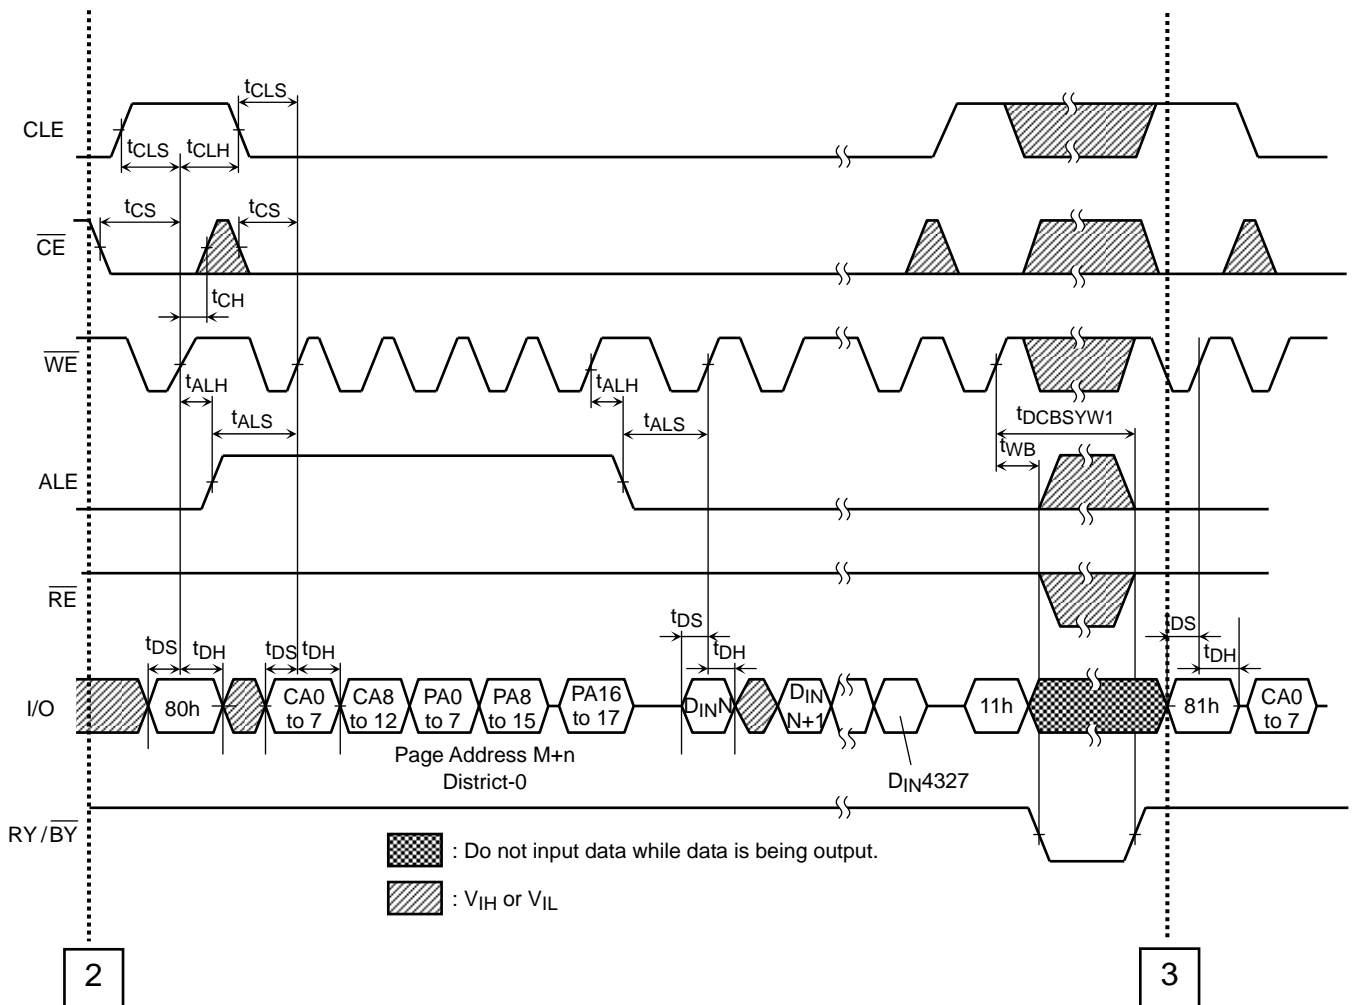 tCLS
CLE
tCLS
tCLH
tCS
tCS
CE
tCH
WE
tALH
tALH
tALS
tALS
tDCBSYW1
tWB
ALE
RE
tDS
tDH
tDS
tDH
tDS
tDH
tDS
tDH
I/O
80h
CA0
to 7
CA8
to 12
PA0
to 7
PA8
to 15
PA16
to 17
DINN
DIN
N+1
11h
81h
CA0
to 7
Page Address M+n
District-0
DIN4327
RY/BY
: Do not input data while data is being output.
: VIH or VIL
2
3